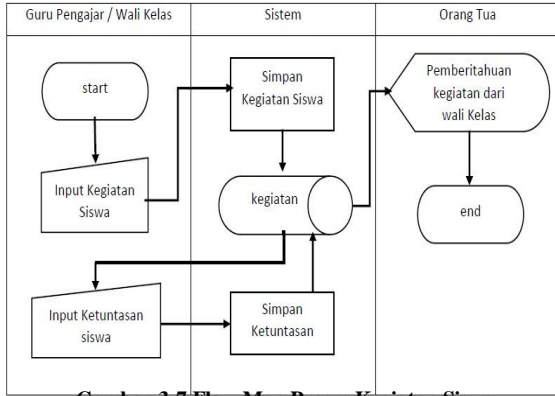 Guru Pengajar / Wali Kelas
Sistem
Orang Tua
start
Input Kegiatan
Siswa
Simpan
Kegiatan Siswa
kegiatan
Input Ketuntasan
siswa
Simpan
Ketuntasan
Pemberitahuan
kegiatan dari
wali Kelas
end